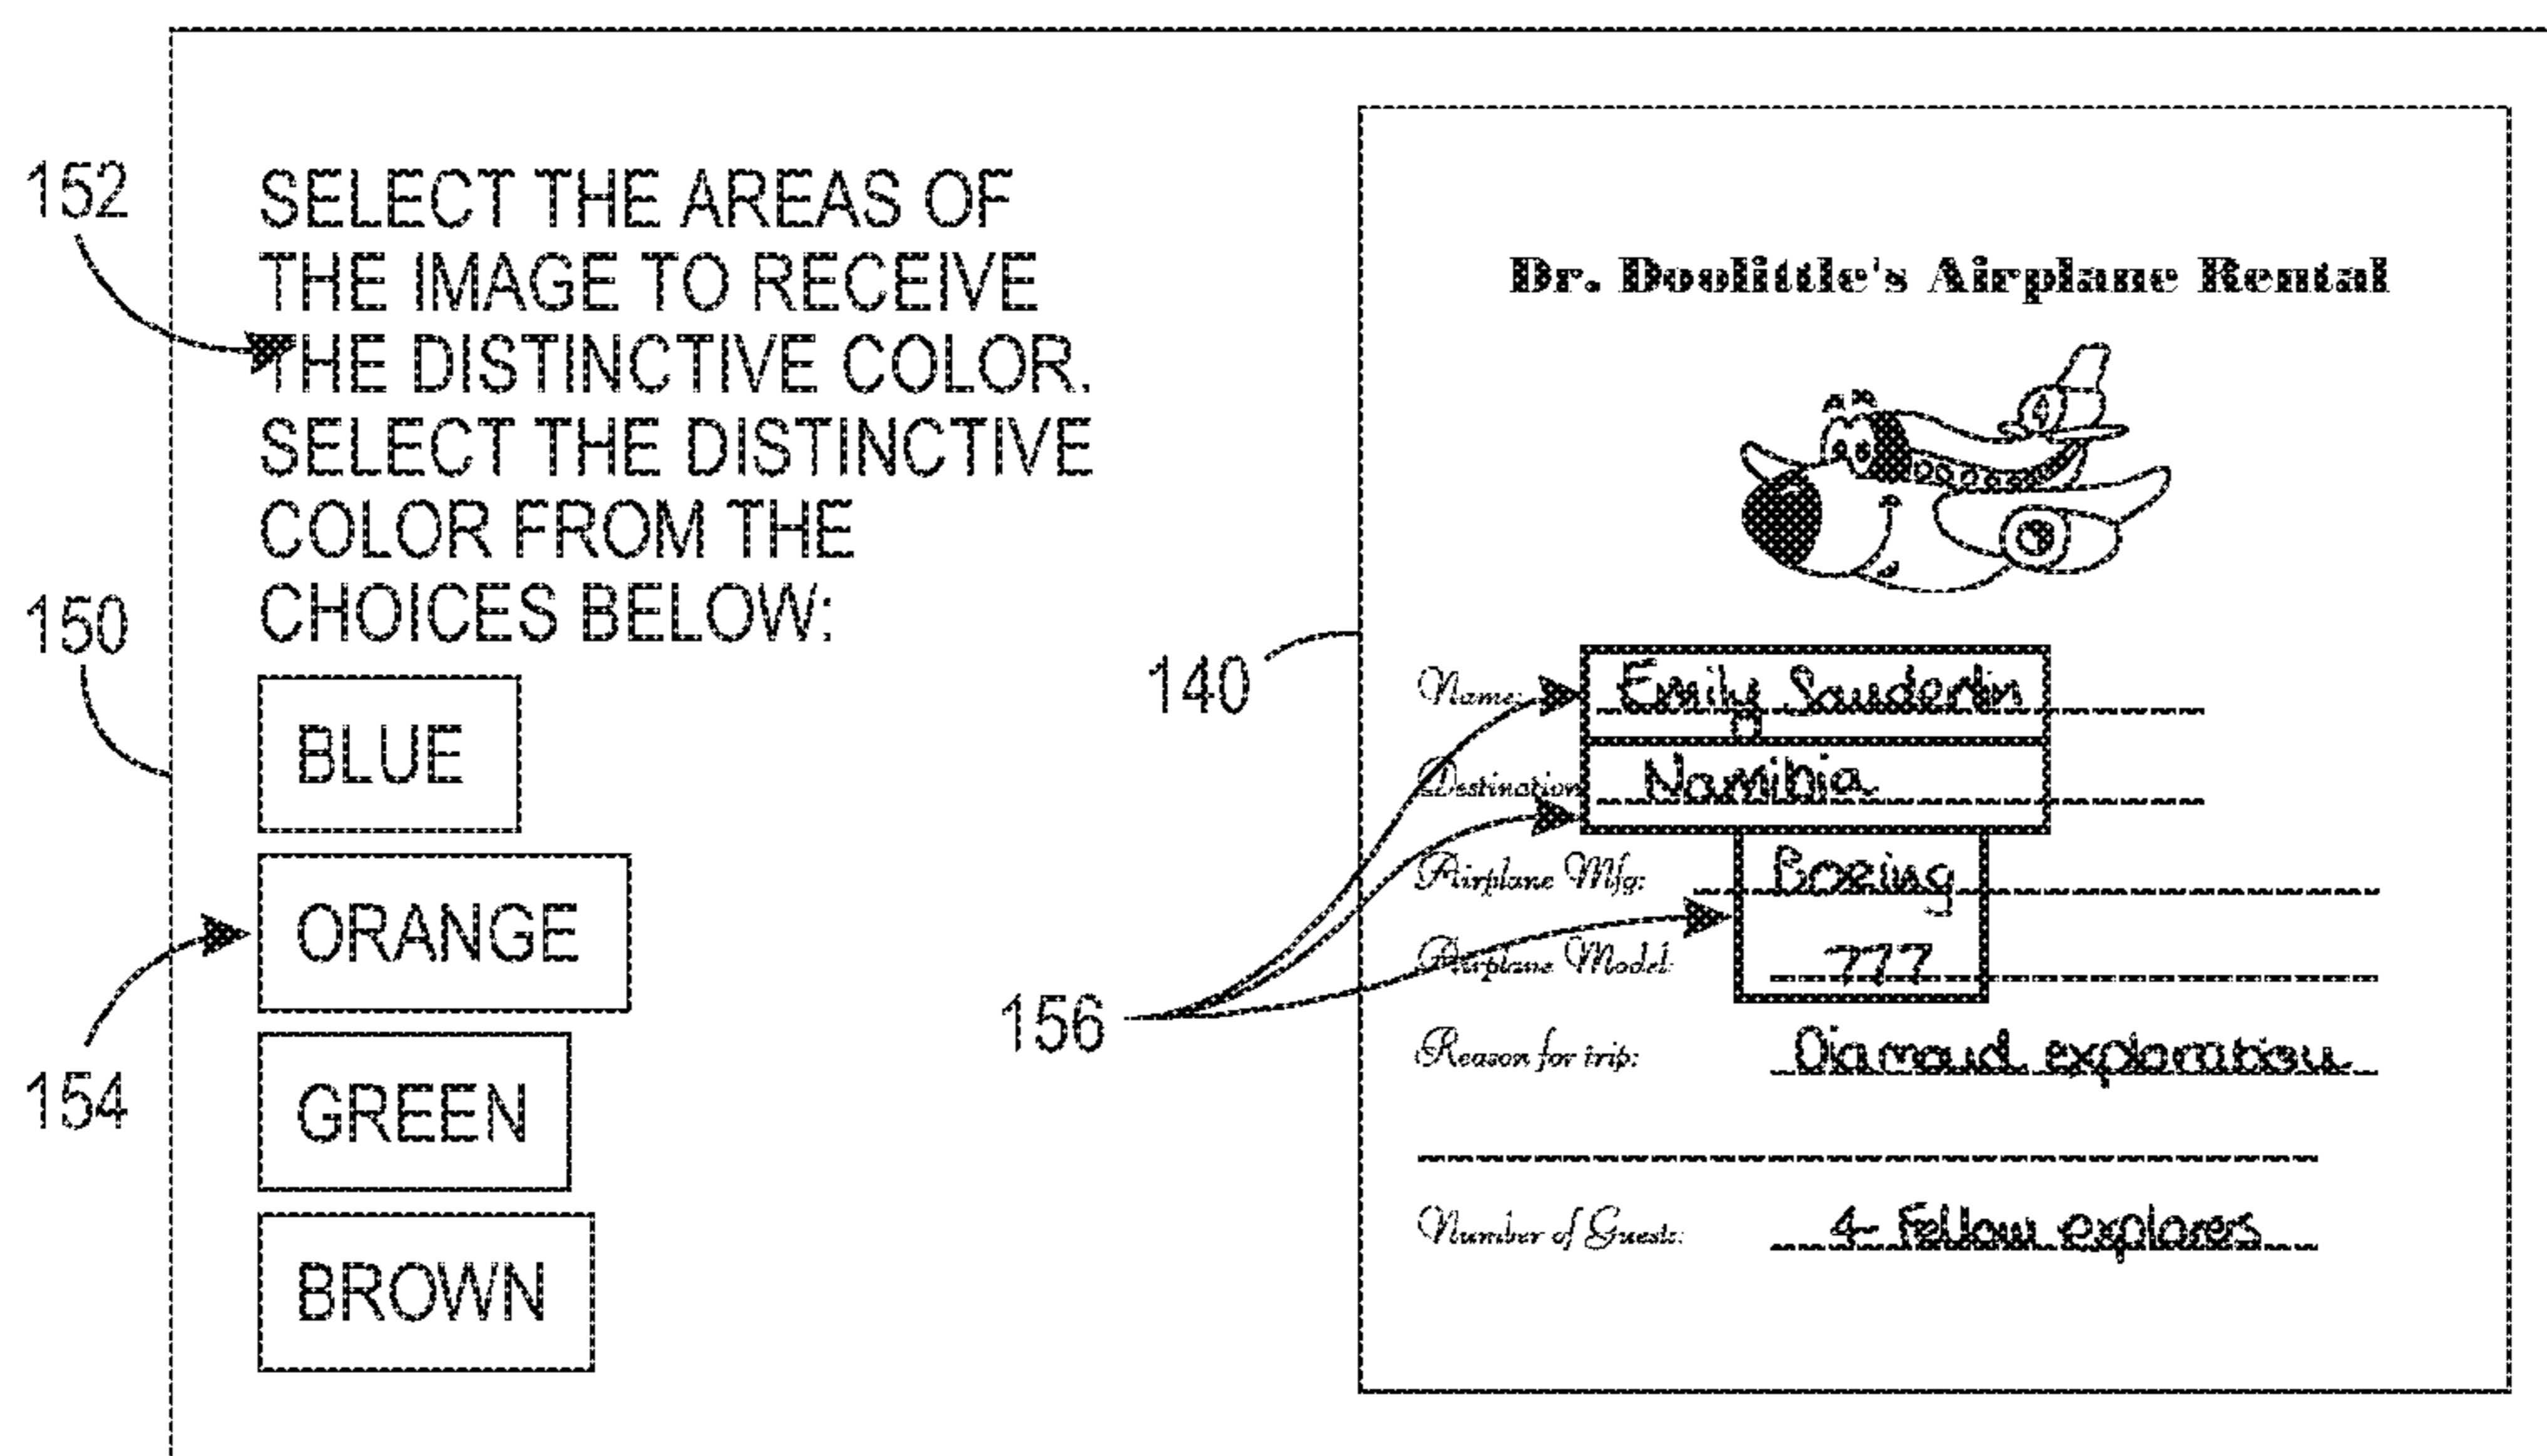 152
SELECT THE AREAS OF
THE IMAGE TO RECEIVE
THE DISTINCTIVE COLOR.
SELECT THE DISTINCTIVE
COLOR FROM THE
CHOICES BELOW:
150
BLUE
154
ORANGE
GREEN
BROWN
140
156
Dr. Doolittle's Airplane Rental
4
Name: Emily
Destination Namibia
Airplane Mfg: Boeing
Airplane Model: 777
Reason for trip: Diamond exploration
Number of Guests: 4 Fellow explores